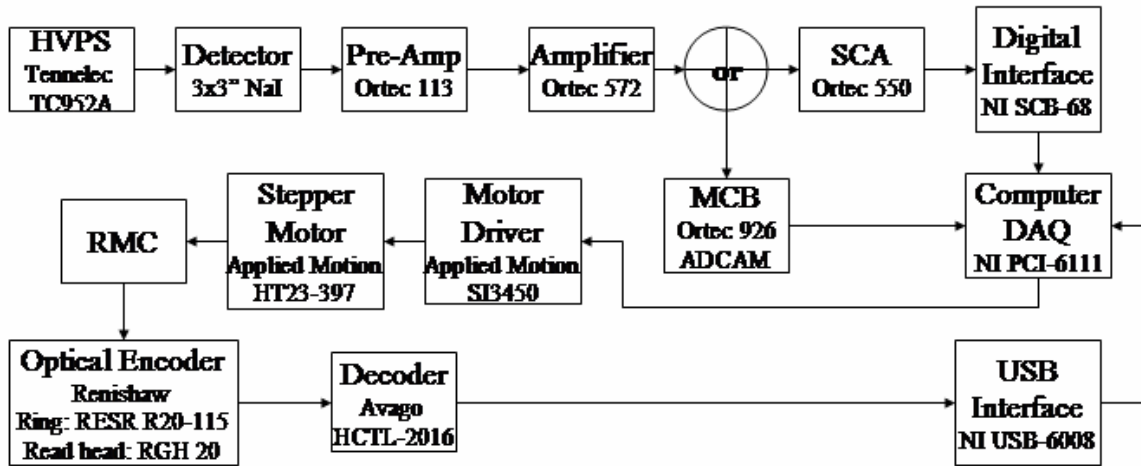 HVPS
Tennelec
TC952A
Detector
3x3" NaI
Pre-Amp
Ortec 113
Amplifier
Ortec 572
or
SCA
Ortec 550
Digital
Interface
NI SCB-68
RMC
Stepper
Motor
Applied Motion
HT23-397
Motor
Driver
Applied Motion
SI3450
MCB
Ortec 926
ADCAM
Computer
DAQ
NI PCI-6111
Optical Encoder
Renishaw
Ring: RESR R20-115
Read head: RGH 20
Decoder
Avago
HCTL-2016
USB
Interface
NI USB-6008